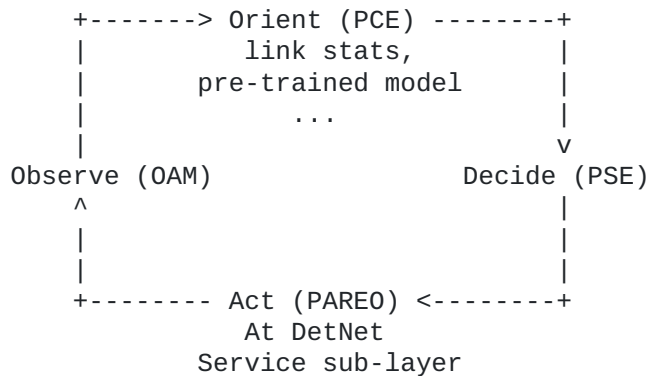 +-------> Orient (PCE) --------+
|          link stats,         |
|       pre-trained model      |
|             ...              |
|                              v
Observe (OAM)                Decide (PSE)
^                              |
|                              |
|                              |
+-------- Act (PAREO) <--------+
At DetNet
Service sub-layer